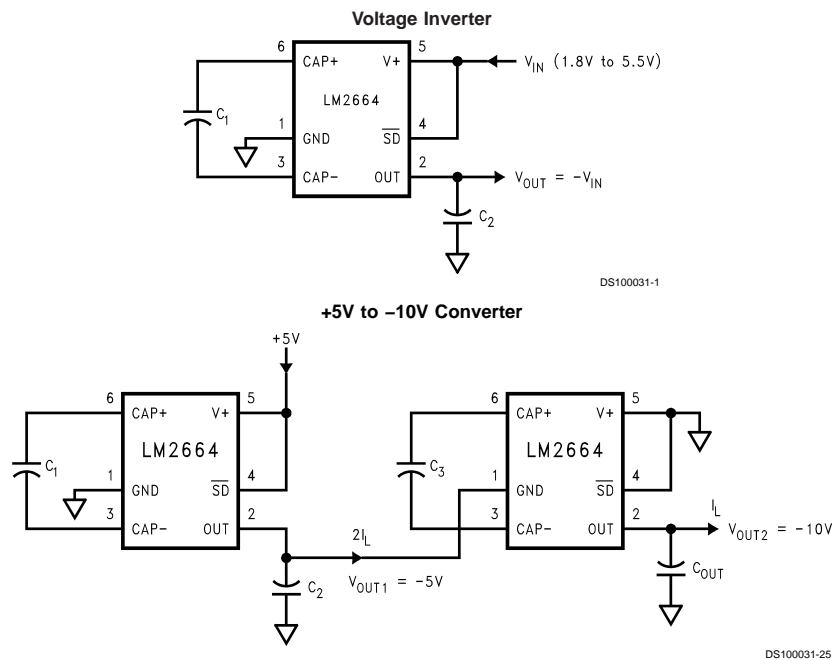 Voltage Inverter
6 CAP+ V+ 5 V_IN (1.8V to 5.5V)
LM2664
C_1
1 GND S̅D̅ 4
3 CAP- OUT 2 V_OUT = -V_IN
C_2
DS100031-1
+5V to –10V Converter
+5V
6 CAP+ V+ 5 6 CAP+ V+ 5
LM2664 LM2664
C_1 C_3
1 GND S̅D̅ 4 1 GND S̅D̅ 4
3 CAP- OUT 2 3 CAP- OUT 2 I_L
V_OUT2 = -10V
2I_L
V_OUT1 = -5V
C_2 C_OUT
DS100031-25